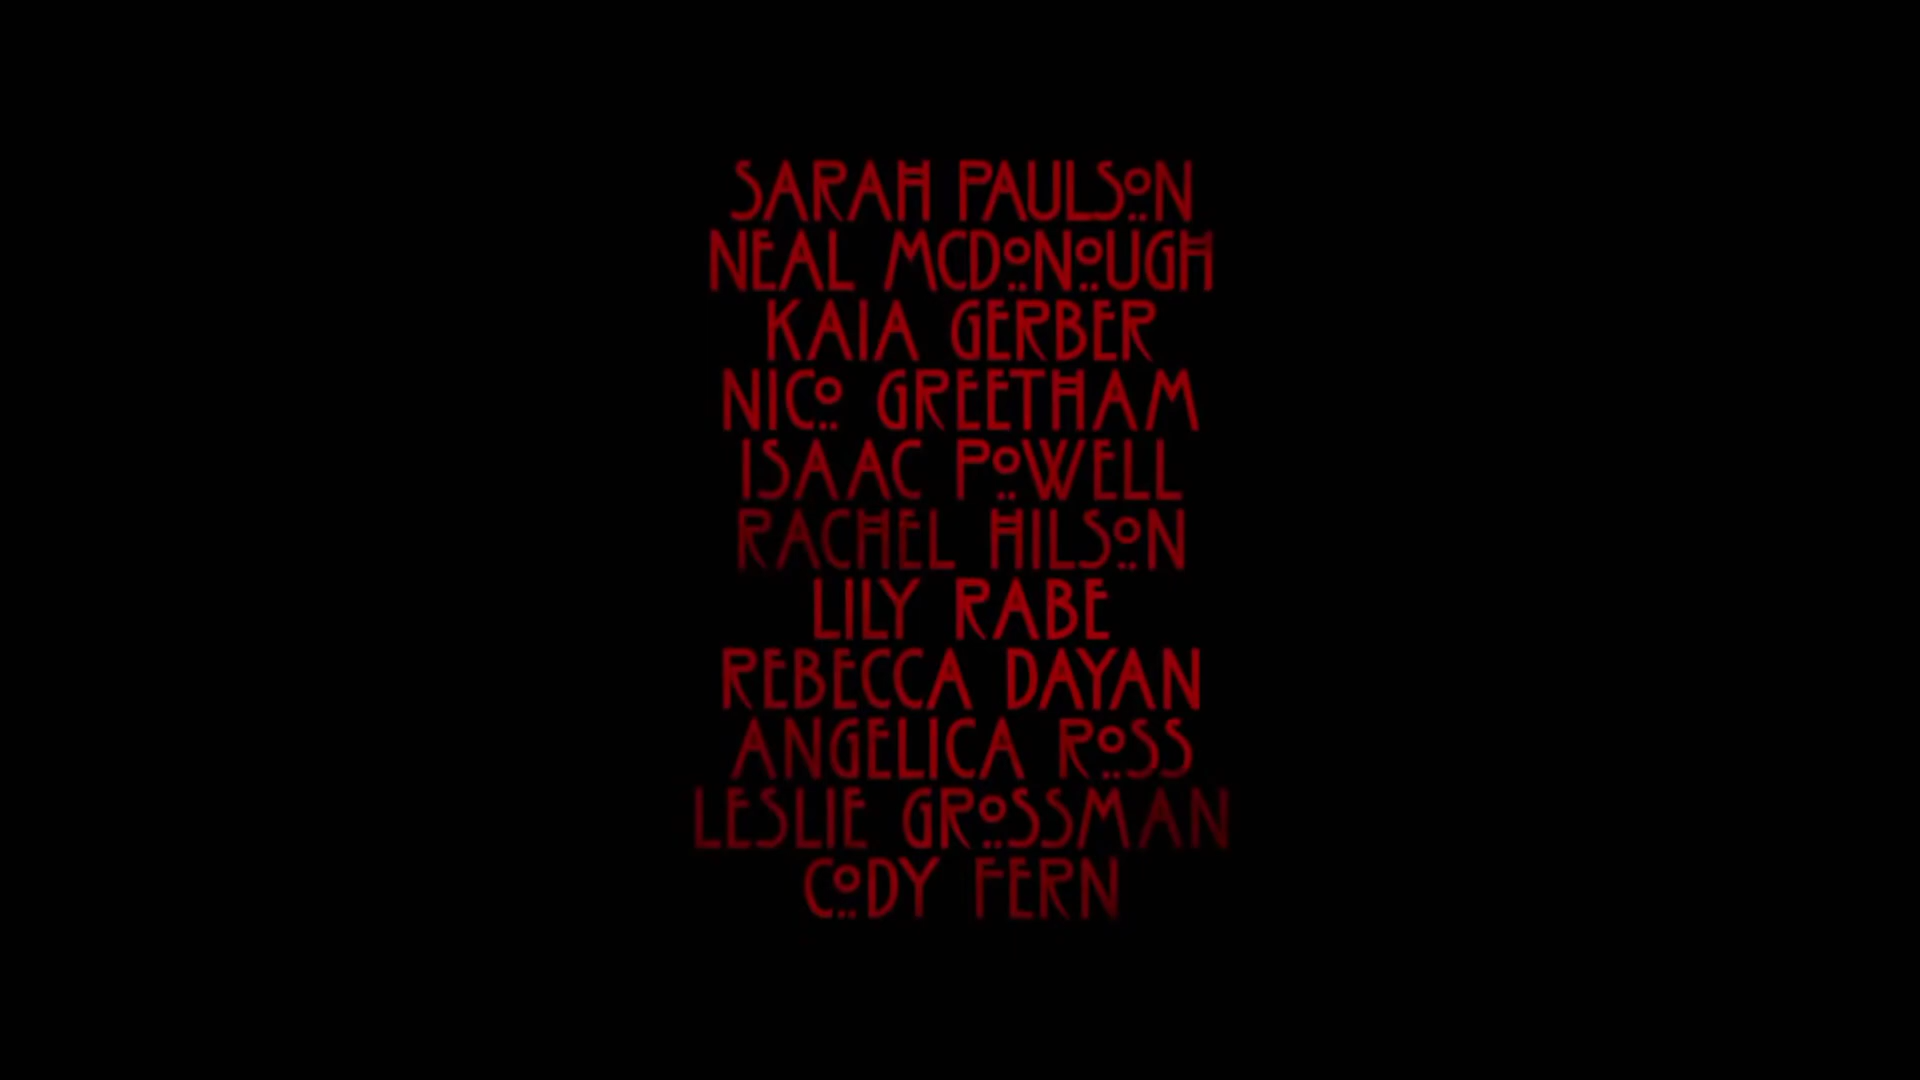 SARAH PAULSON
NEAL MCDONOUGH
KAIA GERBER
NICO GREETHAM
ISAAC POWELL
RACHEL HILSON
LILY RABE
REBECCA DAYAN
ANGELICA ROSS
LESLIE GROSSMAN
CODY FERN